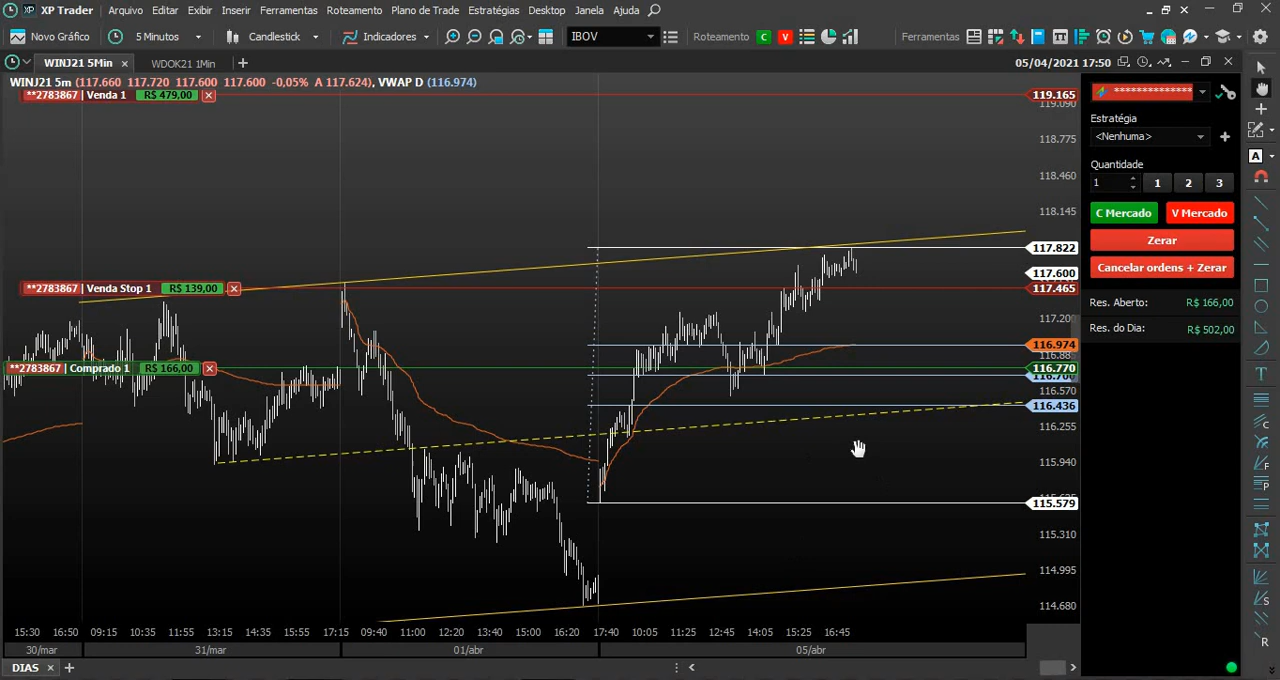 XP XP Trader Arquivo Editar Exibir Inserir Ferramentas Roteamento Plano de Trade Estratégias Desktop Janela Ajuda
Novo Gráfico 5 Minutos Candlestick Indicadores IBOV Roteamento C V Ferramentas
WINJ21 5Min WDOK21 1Min 05/04/2021 17:50
WINJ21 5m (117.660 117.720 117.600 117.600 -0,05% A 117.624), VWAP D (116.974)
**2783867 | Venda 1 R$ 479,00
119.165
119.090
118.775
118.460
118.145
117.822
117.600
**2783867 | Venda Stop 1 R$ 139,00
117.465
117.200
116.974
116.880
**2783867 | Comprado 1 R$ 166,00
116.770
116.570
116.436
116.255
115.940
115.579
115.310
114.995
114.680
15:30 16:50 09:15 10:35 11:55 13:15 14:35 15:55 17:15 09:40 11:00 12:20 13:40 15:00 16:20 17:40 10:05 11:25 12:45 14:05 15:25 16:45
30/mar 31/mar 01/abr 05/abr
DIAS
***************
Estratégia
<Nenhuma>
Quantidade
1 1 2 3
C Mercado V Mercado
Zerar
Cancelar ordens + Zerar
Res. Aberto: R$ 166,00
Res. do Dia: R$ 502,00
A
T
C
F
P
S
R